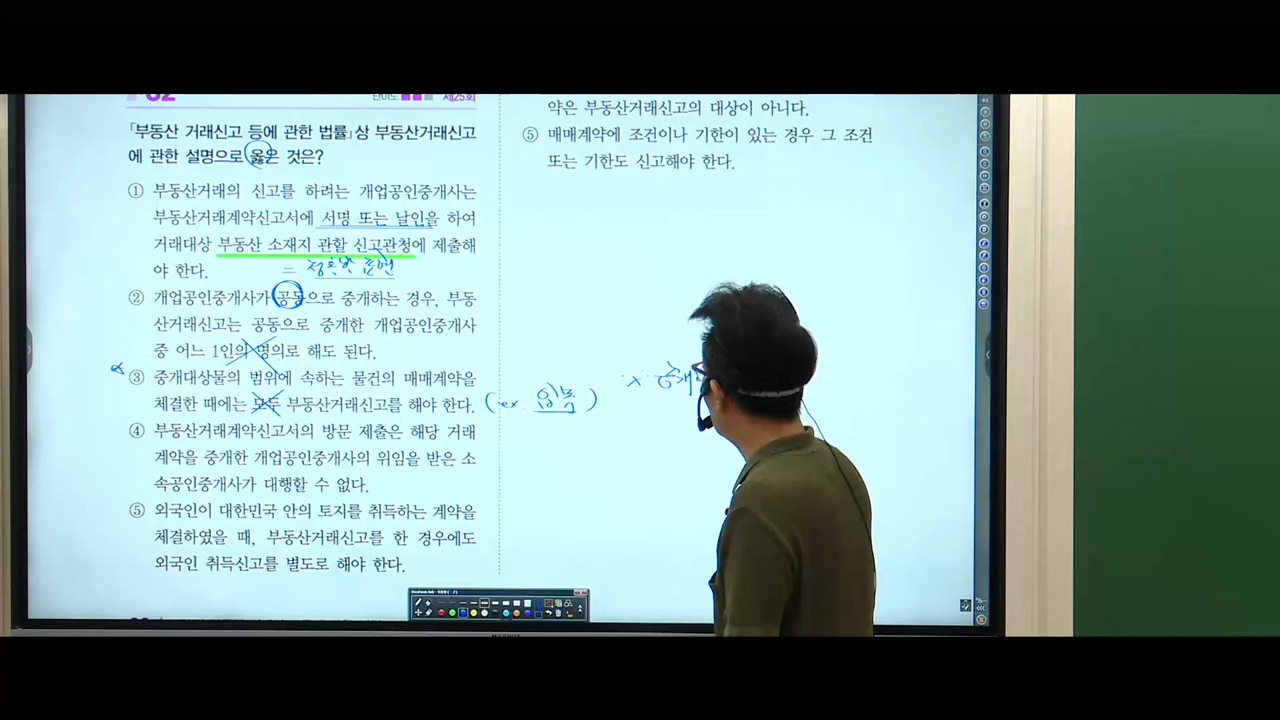 02
난이도
제25회
「부동산 거래신고 등에 관한 법률」상 부동산거래신고
에 관한 설명으로 옳은 것은?
① 부동산거래의 신고를 하려는 개업공인중개사는
부동산거래계약신고서에 서명 또는 날인을 하여
거래대상 부동산 소재지 관할 신고관청에 제출해
야 한다.
=
② 개업공인중개사가 공동으로 중개하는 경우, 부동
산거래신고는 공동으로 중개한 개업공인중개사
중 어느 1인의 명의로 해도 된다.
③ 중개대상물의 범위에 속하는 물건의 매매계약을
체결한 때에는 모두 부동산거래신고를 해야 한다.
(ex. 입목)
④ 부동산거래계약신고서의 방문 제출은 해당 거래
계약을 중개한 개업공인중개사의 위임을 받은 소
속공인중개사가 대행할 수 없다.
⑤ 외국인이 대한민국 안의 토지를 취득하는 계약을
체결하였을 때, 부동산거래신고를 한 경우에도
외국인 취득신고를 별도로 해야 한다.
약은 부동산거래신고의 대상이 아니다.
⑤ 매매계약에 조건이나 기한이 있는 경우 그 조건
또는 기한도 신고해야 한다.